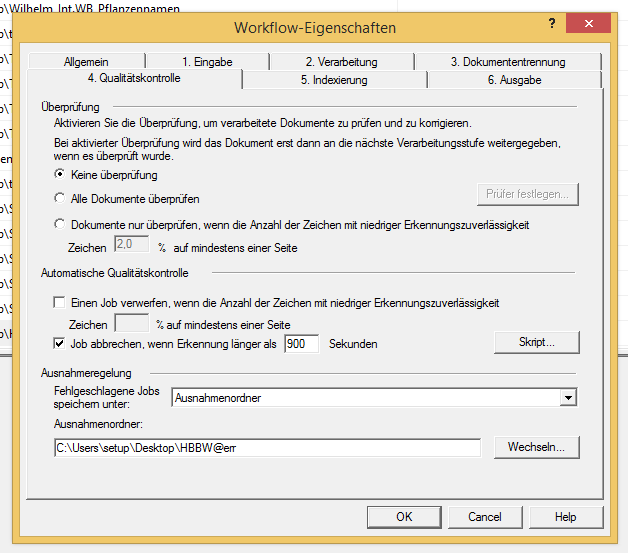 o\Wilhelm_Int.WB_Pflanzennamen
Workflow-Eigenschaften
?
Allgemein
1. Eingabe
2. Verarbeitung
3. Dokumententrennung
4. Qualitätskontrolle
5. Indexierung
6. Ausgabe
Überprüfung
Aktivieren Sie die Überprüfung, um verarbeitete Dokumente zu prüfen und zu korrigieren.
Bei aktivierter Überprüfung wird das Dokument erst dann an die nächste Verarbeitungsstufe weitergegeben,
wenn es überprüft wurde.
Keine überprüfung
Alle Dokumente überprüfen
Prüfer festlegen...
Dokumente nur überprüfen, wenn die Anzahl der Zeichen mit niedriger Erkennungszuverlässigkeit
Zeichen 2,0 % auf mindestens einer Seite
Automatische Qualitätskontrolle
Einen Job verwerfen, wenn die Anzahl der Zeichen mit niedriger Erkennungszuverlässigkeit
Zeichen % auf mindestens einer Seite
Job abbrechen, wenn Erkennung länger als 900 Sekunden
Skript...
Ausnahmeregelung
Fehlgeschlagene Jobs
speichern unter:
Ausnahmenordner
Ausnahmenordner:
C:\Users\setup\Desktop\HBBW@err
Wechseln...
OK
Cancel
Help